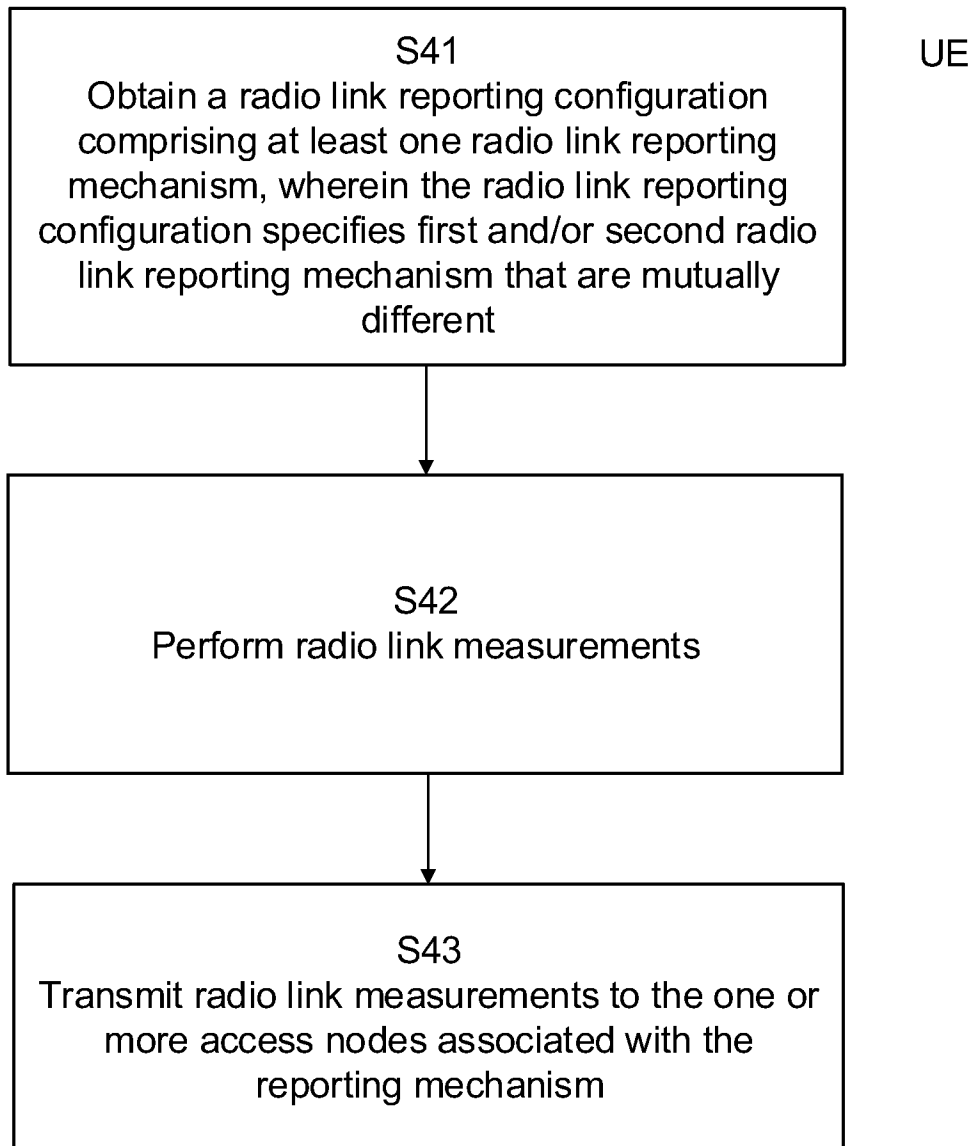 S41
UE
Obtain a radio link reporting configuration
comprising at least one radio link reporting
mechanism, wherein the radio link reporting
configuration specifies first and/or second radio
link reporting mechanism that are mutually
different
S42
Perform radio link measurements
S43
Transmit radio link measurements to the one or
more access nodes associated with the
reporting mechanism